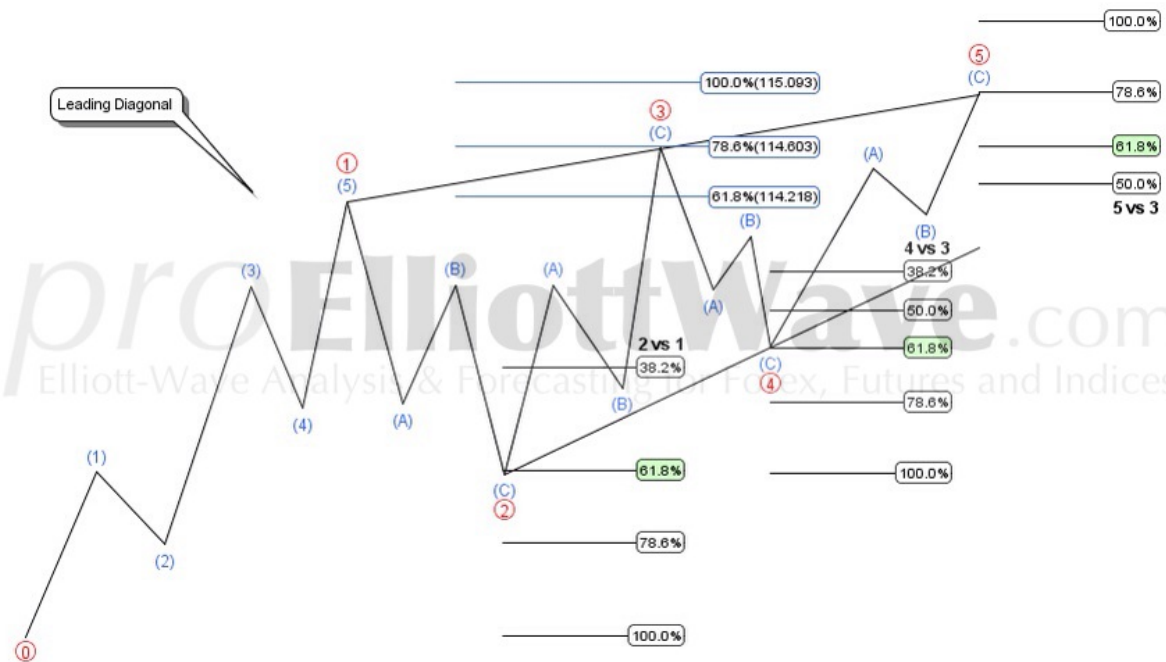 100.0%
⑤
(C)
Leading Diagonal
100.0%(115.093)
78.6%
③
(C)
①
(5)
78.6%(114.603)
61.8%
(A)
61.8%(114.218)
50.0%
5 vs 3
(B)
(B)
4 vs 3
(3)
(B)
(A)
38.2%
(A)
50.0%
proElliottWave.com
2 vs 1
61.8%
38.2%
(C)
④
Elliott-Wave Analysis & Forecasting for Forex, Futures and Indices
(B)
78.6%
(4)
(A)
(1)
61.8%
100.0%
(C)
②
(2)
78.6%
100.0%
⓪